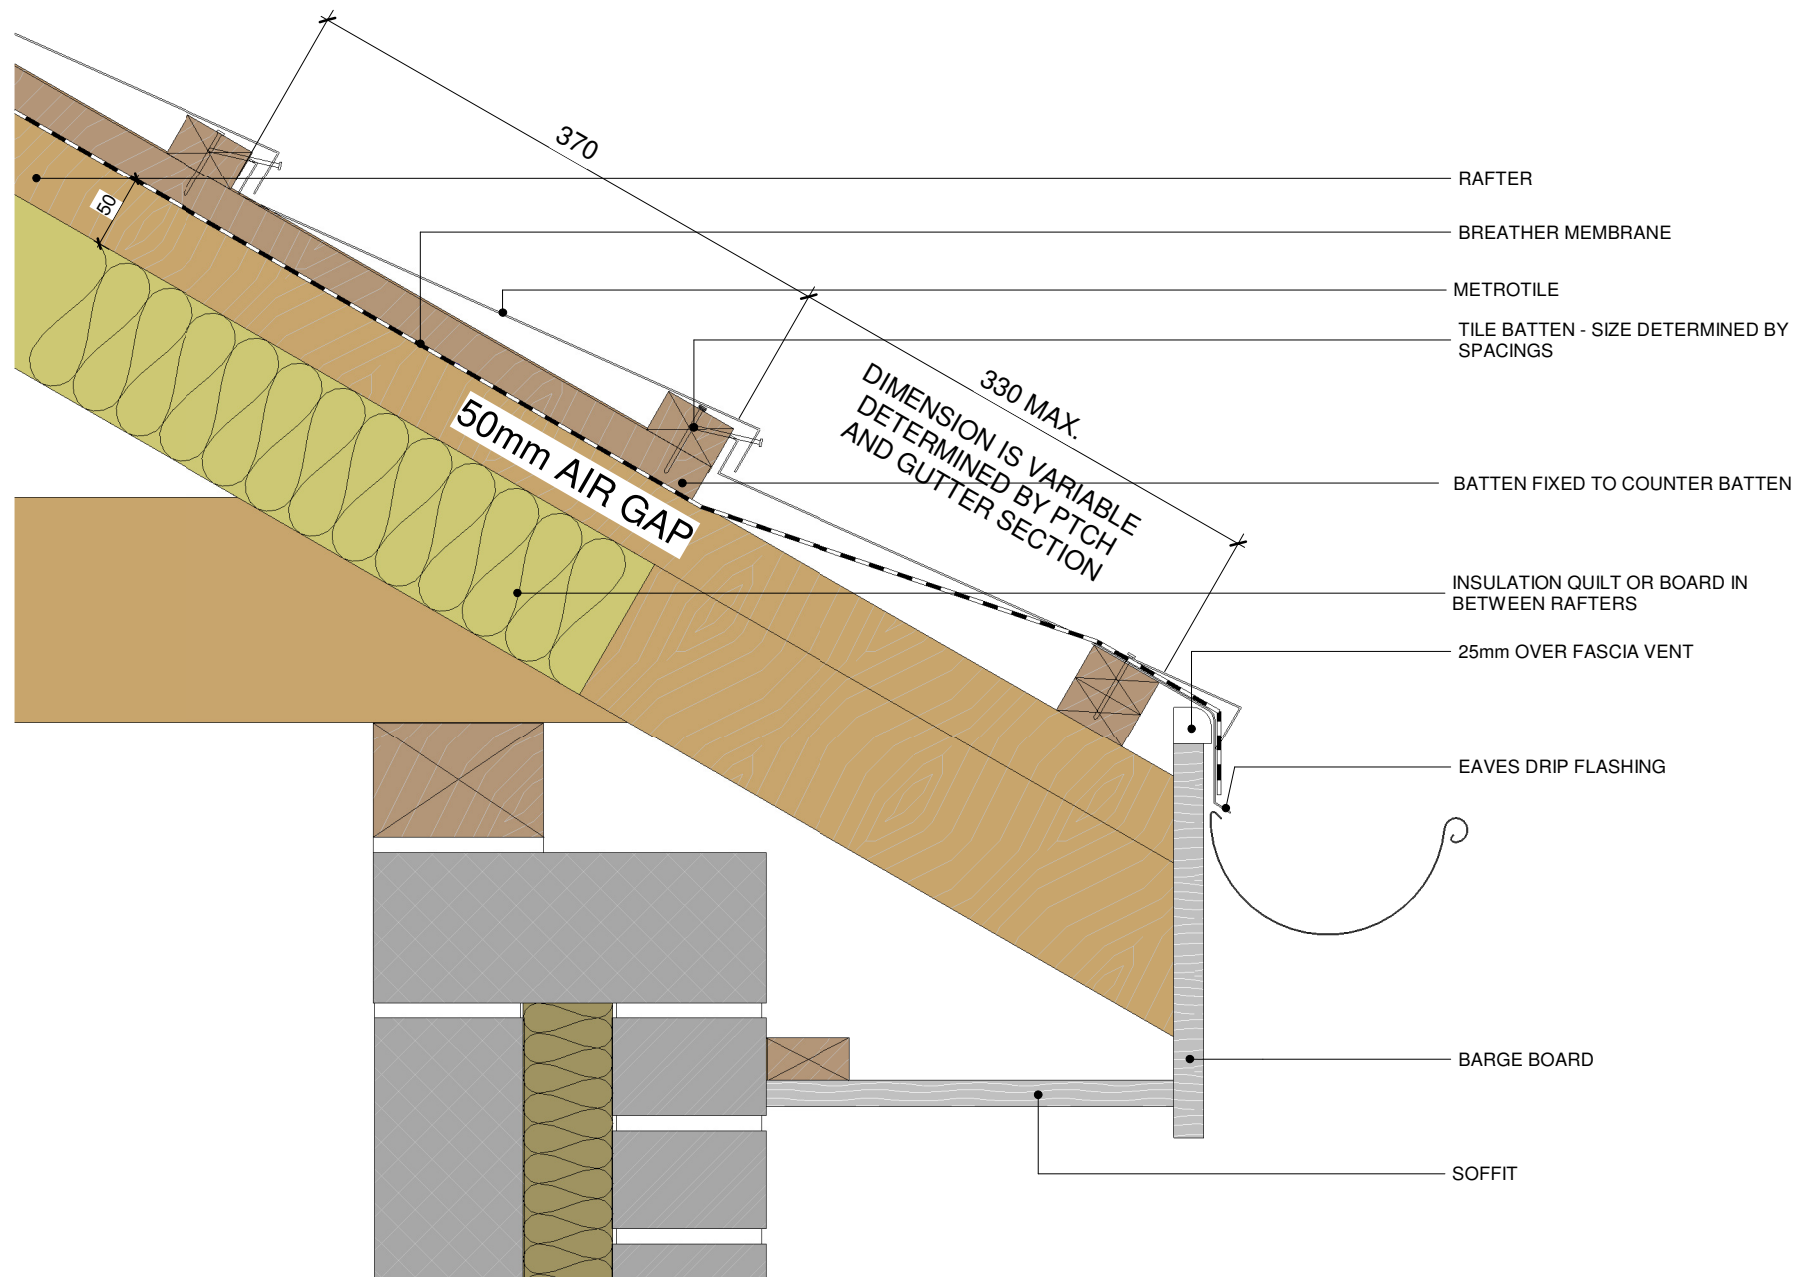 370
RAFTER
50
BREATHER MEMBRANE
METROTILE
TILE BATTEN - SIZE DETERMINED BY
SPACINGS
330 MAX.
DIMENSION IS VARIABLE
DETERMINED BY PTCH
AND GUTTER SECTION
50mm AIR GAP
BATTEN FIXED TO COUNTER BATTEN
INSULATION QUILT OR BOARD IN
BETWEEN RAFTERS
25mm OVER FASCIA VENT
EAVES DRIP FLASHING
BARGE BOARD
SOFFIT